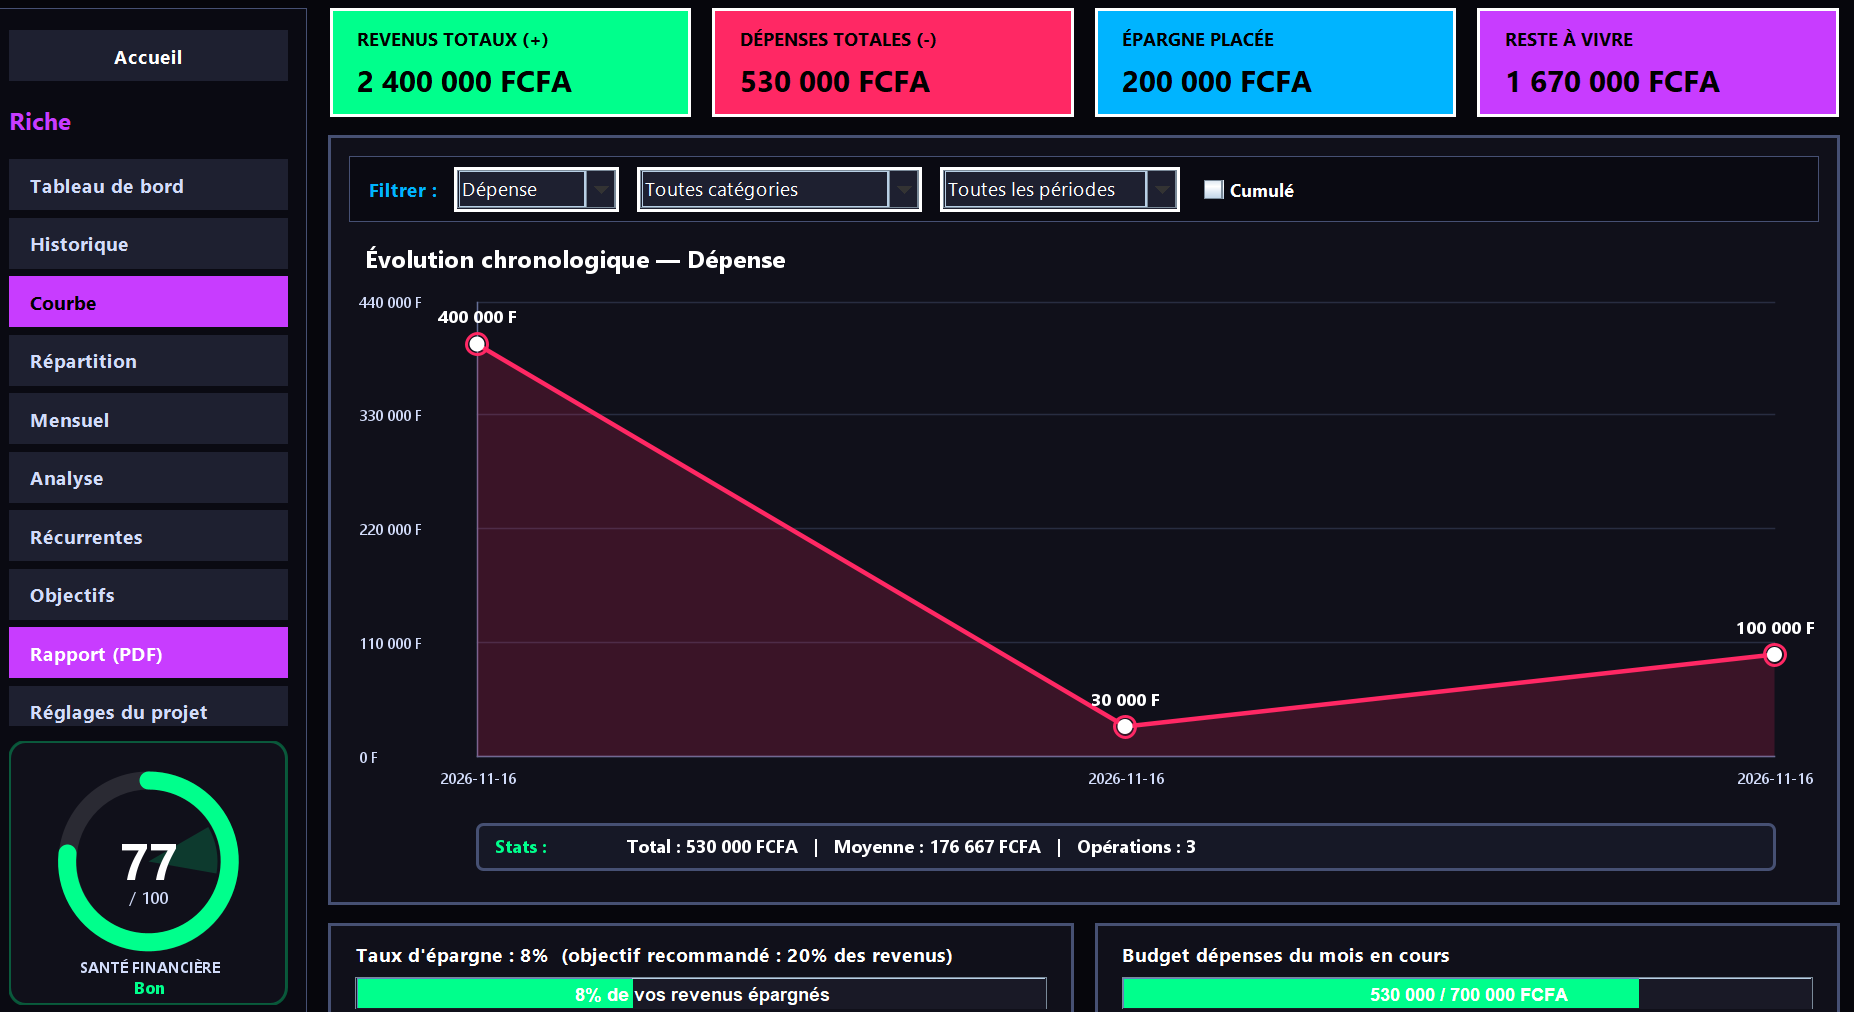 Accueil
Riche
Tableau de bord
Historique
Courbe
Répartition
Mensuel
Analyse
Récurrentes
Objectifs
Rapport (PDF)
Réglages du projet
77
/ 100
SANTÉ FINANCIÈRE
Bon
REVENUS TOTAUX (+)
2 400 000 FCFA
DÉPENSES TOTALES (-)
530 000 FCFA
ÉPARGNE PLACÉE
200 000 FCFA
RESTE À VIVRE
1 670 000 FCFA
Filtrer : Dépense Toutes catégories Toutes les périodes Cumulé
Évolution chronologique — Dépense
440 000 F
400 000 F
330 000 F
220 000 F
110 000 F
100 000 F
30 000 F
0 F
2026-11-16 2026-11-16 2026-11-16
Stats : Total : 530 000 FCFA | Moyenne : 176 667 FCFA | Opérations : 3
Taux d'épargne : 8% (objectif recommandé : 20% des revenus)
8% de vos revenus épargnés
Budget dépenses du mois en cours
530 000 / 700 000 FCFA